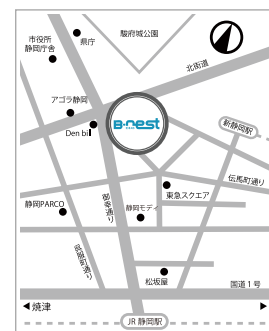 駿府城公園
市役所
静岡庁舎
県庁
北街道
アゴラ静岡
Den bill
B-nest
新静岡駅
伝馬町通り
東急スクエア
静岡PARCO
御幸通り
静岡モディ
呉服町通り
松坂屋
国道1号
焼津
JR 静岡駅